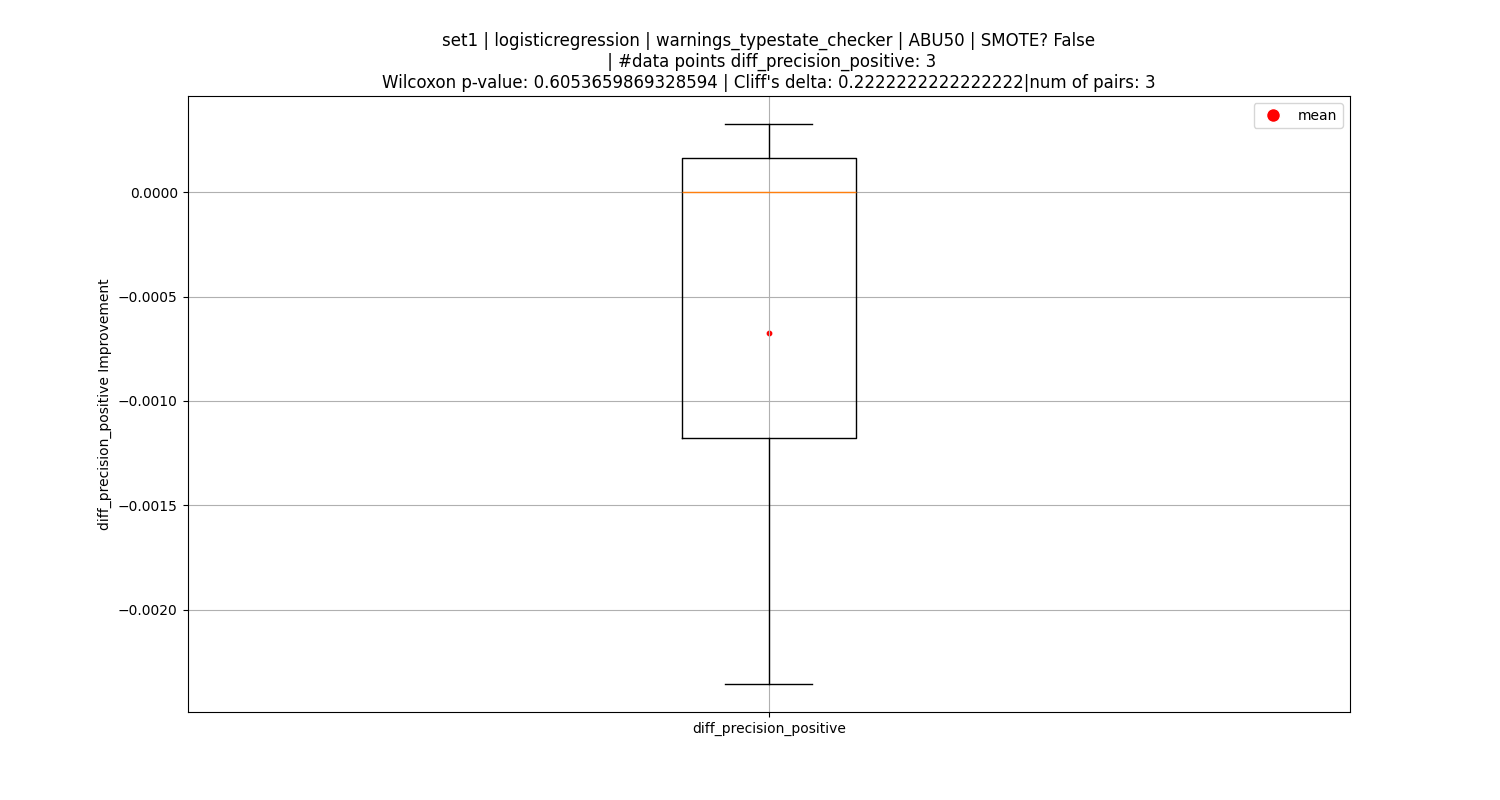 set1 | logisticregression | warnings_typestate_checker | ABU50 | SMOTE? False
| #data points diff_precision_positive: 3
Wilcoxon p-value: 0.6053659869328594 | Cliff's delta: 0.2222222222222222|num of pairs: 3
mean
0.0000
−0.0005
−0.0010
−0.0015
−0.0020
diff_precision_positive Improvement
diff_precision_positive